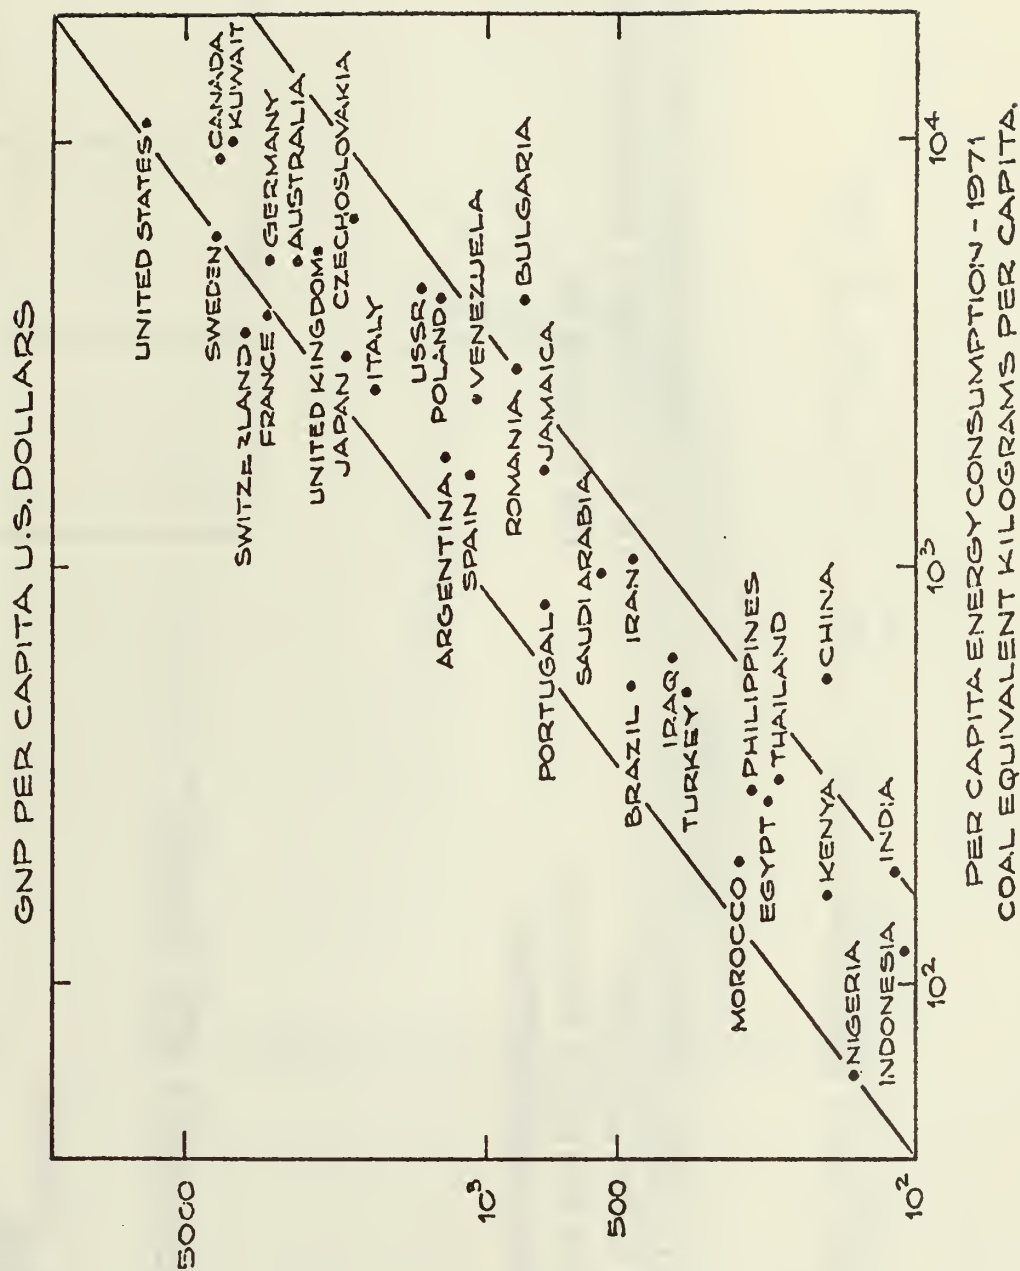 GNP PER CAPITA U.S. DOLLARS
5000
10³
500
10²
UNITED STATES
CANADA
KUWAIT
SWEDEN
GERMANY
SWITZERLAND
AUSTRALIA
FRANCE
UNITED KINGDOM
CZECHOSLOVAKIA
JAPAN
ITALY
USSR
POLAND
ARGENTINA
VENEZUELA
SPAIN
ROMANIA
BULGARIA
JAMAICA
PORTUGAL
SAUDI ARABIA
IRAN
BRAZIL
IRAQ
TURKEY
PHILIPPINES
MOROCCO
THAILAND
EGYPT
CHINA
KENYA
NIGERIA
INDIA
INDONESIA
10²
10³
10⁴
PER CAPITA ENERGY CONSUMPTION - 1971
COAL EQUIVALENT KILOGRAMS PER CAPITA.